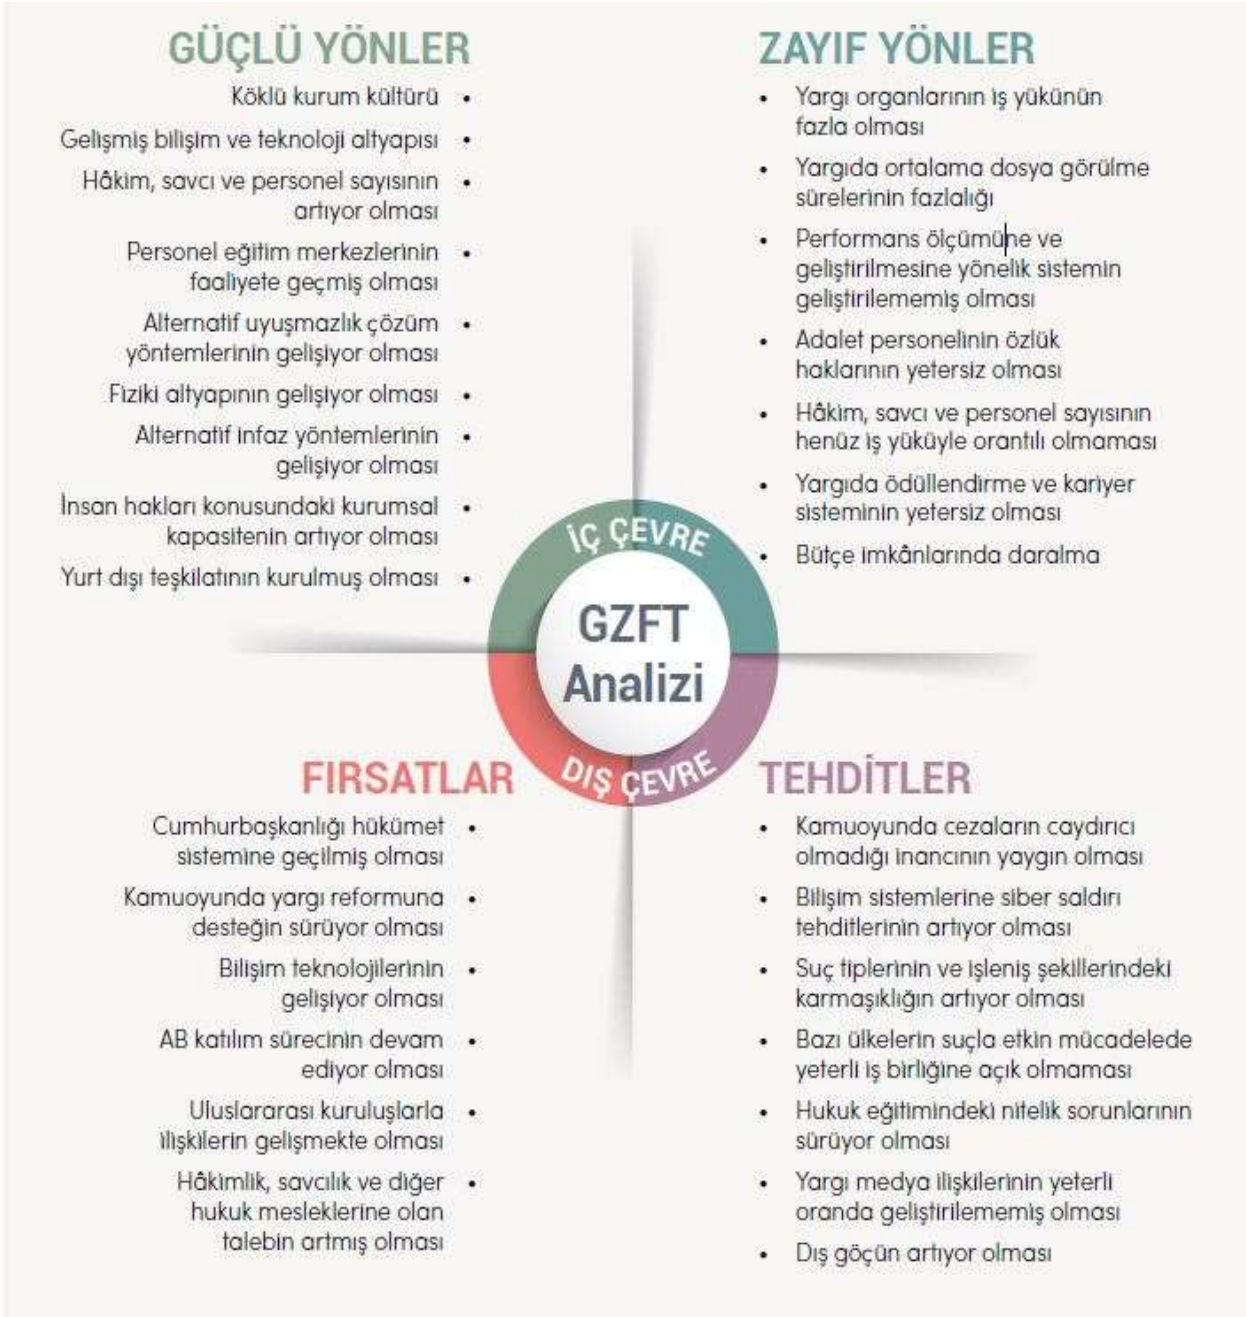 GÜÇLÜ YÖNLER
Köklü kurum kültürü •
Gelişmiş bilişim ve teknoloji altyapısı •
Hâkim, savcı ve personel sayısının •
artıyor olması
Personel eğitim merkezlerinin •
faaliyete geçmiş olması
Alternatif uyuşmazlık çözüm •
yöntemlerinin gelişiyor olması
Fiziki altyapının gelişiyor olması •
Alternatif infaz yöntemlerinin •
gelişiyor olması
İnsan hakları konusundaki kurumsal •
kapasitenin artıyor olması
Yurt dışı teşkilatının kurulmuş olması •
ZAYIF YÖNLER
• Yargı organlarının iş yükünün
fazla olması
• Yargıda ortalama dosya görülme
sürelerinin fazlalığı
• Performans ölçümüne ve
geliştirilmesine yönelik sistemin
geliştirilememiş olması
• Adalet personelinin özlük
haklarının yetersiz olması
• Hâkim, savcı ve personel sayısının
henüz iş yüküyle orantılı olmaması
• Yargıda ödüllendirme ve kariyer
sisteminin yetersiz olması
• Bütçe imkânlarında daralma
İÇ ÇEVRE
GZFT
Analizi
DIŞ ÇEVRE
FIRSATLAR
Cumhurbaşkanlığı hükümet •
sistemine geçilmiş olması
Kamuoyunda yargı reformuna •
desteğin sürüyor olması
Bilişim teknolojilerinin •
gelişiyor olması
AB katılım sürecinin devam •
ediyor olması
Uluslararası kuruluşlarla •
ilişkilerin gelişmekte olması
Hâkimlik, savcılık ve diğer •
hukuk mesleklerine olan
talebin artmış olması
TEHDİTLER
• Kamuoyunda cezaların caydırıcı
olmadığı inancının yaygın olması
• Bilişim sistemlerine siber saldırı
tehditlerinin artıyor olması
• Suç tiplerinin ve işleniş şekillerindeki
karmaşıklığın artıyor olması
• Bazı ülkelerin suçla etkin mücadelede
yeterli iş birliğine açık olmaması
• Hukuk eğitimindeki nitelik sorunlarının
sürüyor olması
• Yargı medya ilişkilerinin yeterli
oranda geliştirilememiş olması
• Dış göçün artıyor olması